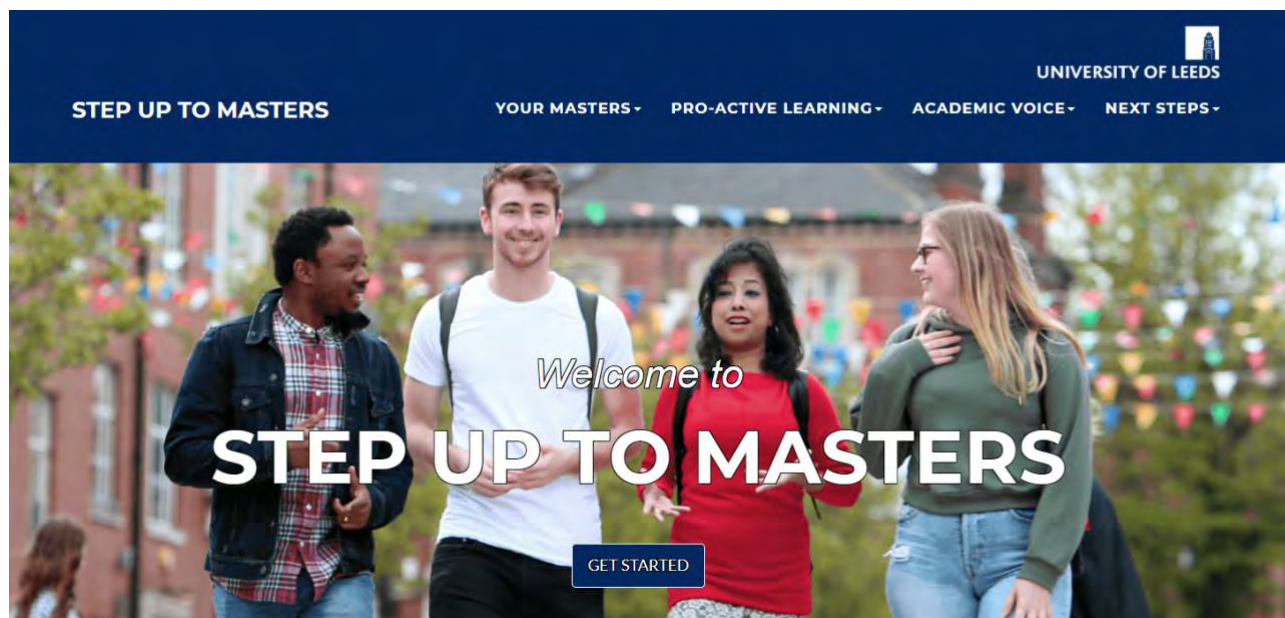 UNIVERSITY OF LEEDS
STEP UP TO MASTERS
YOUR MASTERS
PRO-ACTIVE LEARNING
ACADEMIC VOICE
NEXT STEPS
Welcome to
STEP UP TO MASTERS
GET STARTED